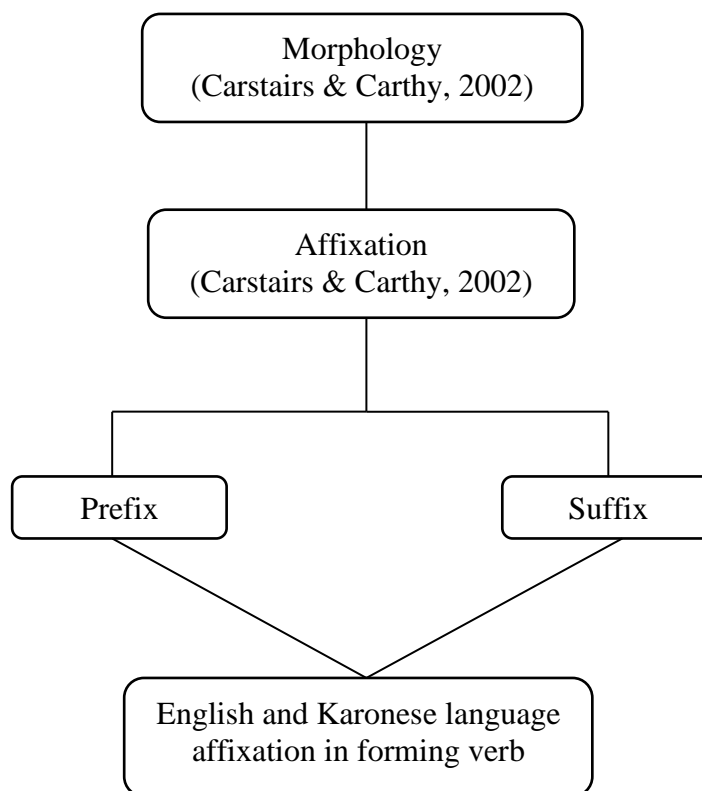 Morphology
(Carstairs & Carthy, 2002)
Affixation
(Carstairs & Carthy, 2002)
Prefix
Suffix
English and Karonese language
affixation in forming verb